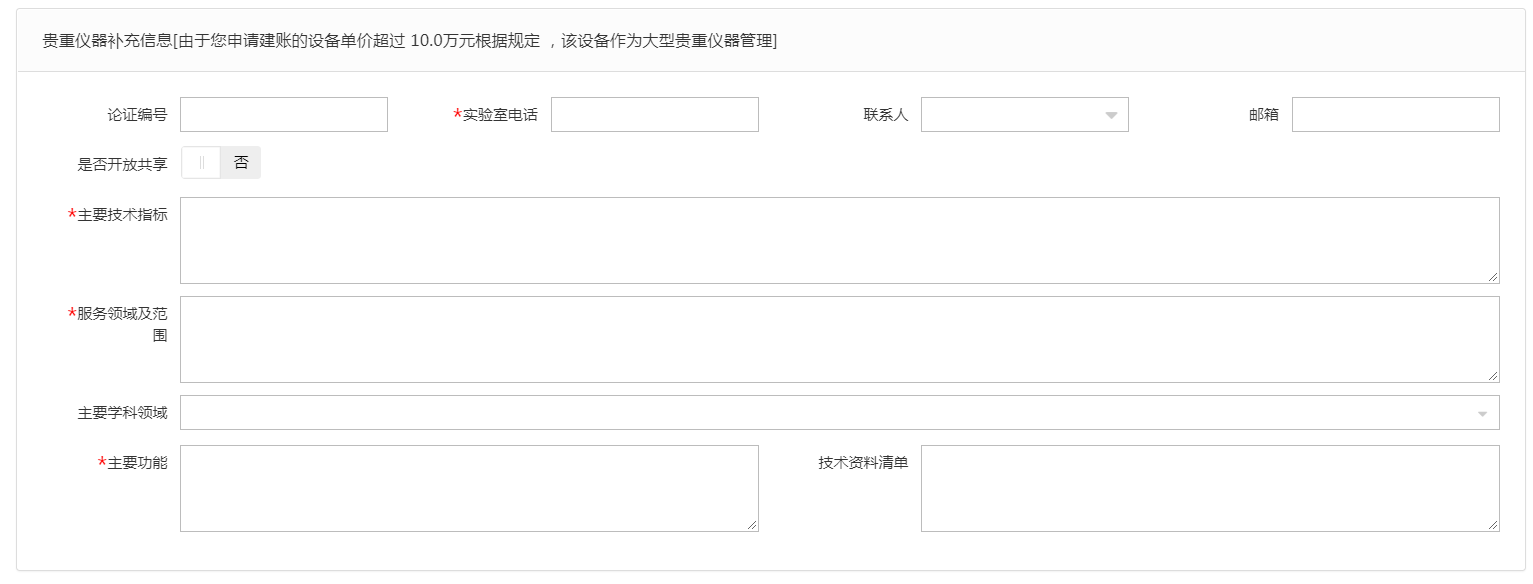 贵重仪器补充信息[由于您申请建账的设备单价超过 10.0万元根据规定 ，该设备作为大型贵重仪器管理]
论证编号 *实验室电话 联系人 邮箱
是否开放共享 否
*主要技术指标
*服务领域及范
围
主要学科领域
*主要功能 技术资料清单